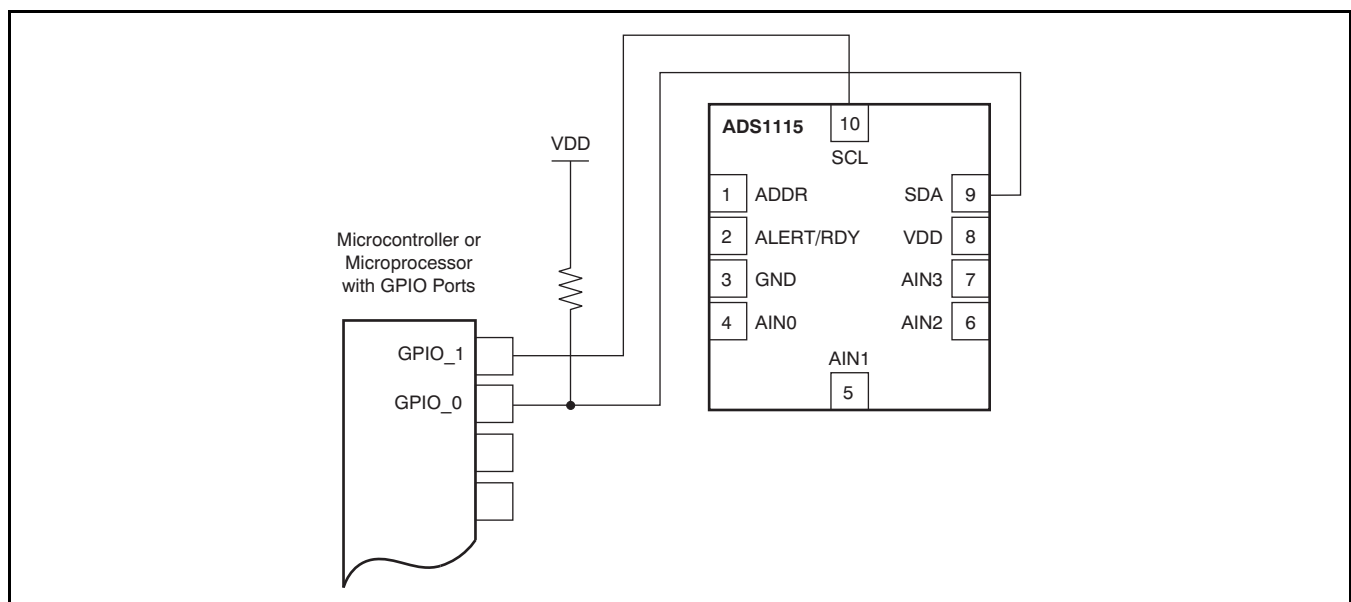 VDD
Microcontroller or
Microprocessor
with GPIO Ports
GPIO_1
GPIO_0
ADS1115
10
SCL
1 ADDR
SDA 9
2 ALERT/RDY
VDD 8
3 GND
AIN3 7
4 AIN0
AIN2 6
AIN1
5